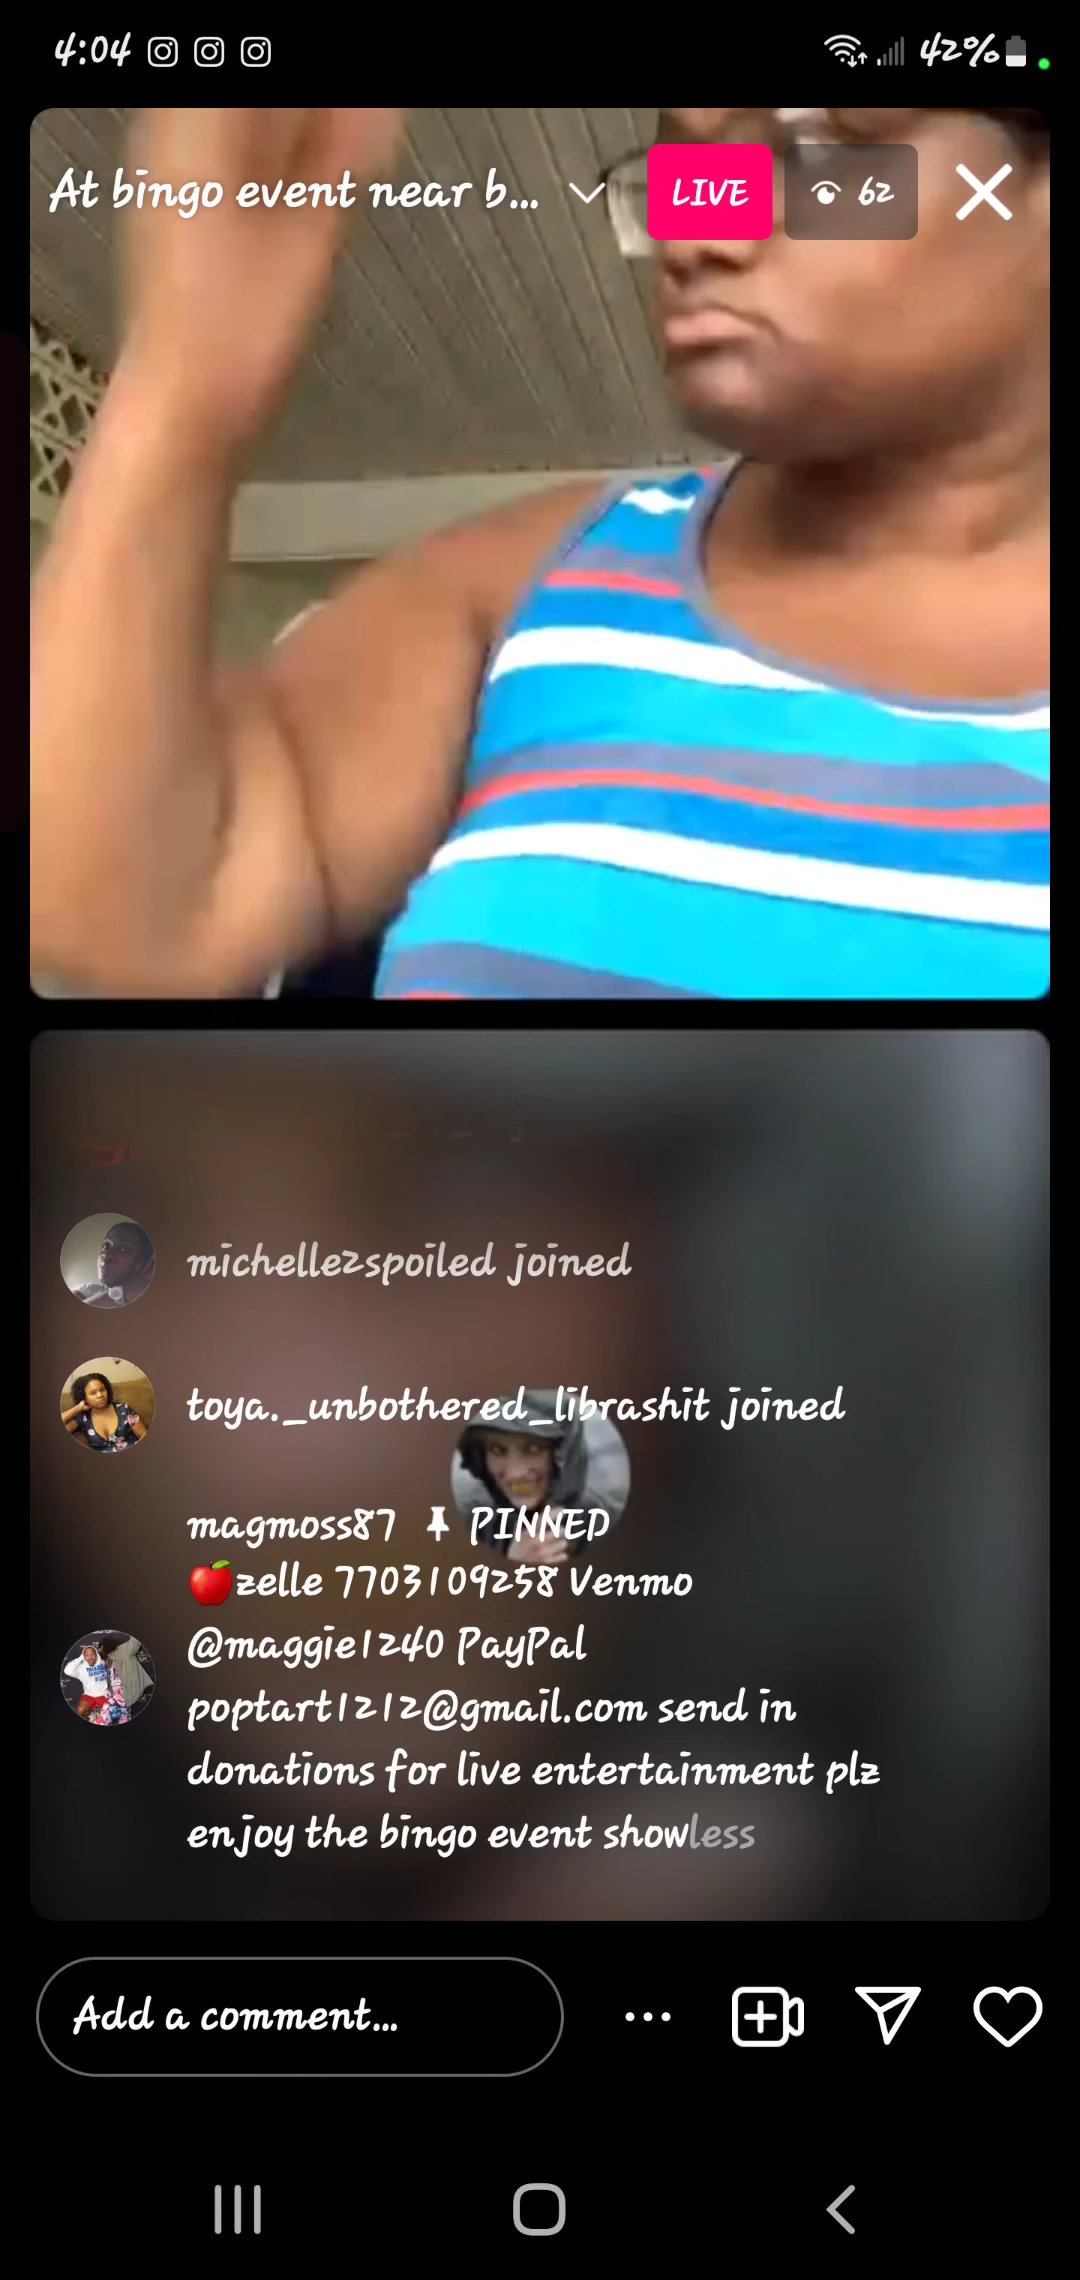 4:04 42%
At bingo event near b... LIVE 62
michelle2spoiled joined
toya._unbothered_librashit joined
magmoss87 PINNED
🍎zelle 7703109258 Venmo
@maggie1240 PayPal
poptart1212@gmail.com send in
donations for live entertainment plz
enjoy the bingo event showless
Add a comment...